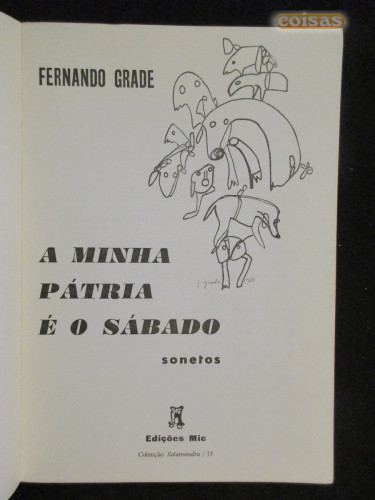 coisas
FERNANDO GRADE
A MINHA
PÁTRIA
É O SÁBADO
sonetos
Edições Mic
Colecção Salamandra / 15